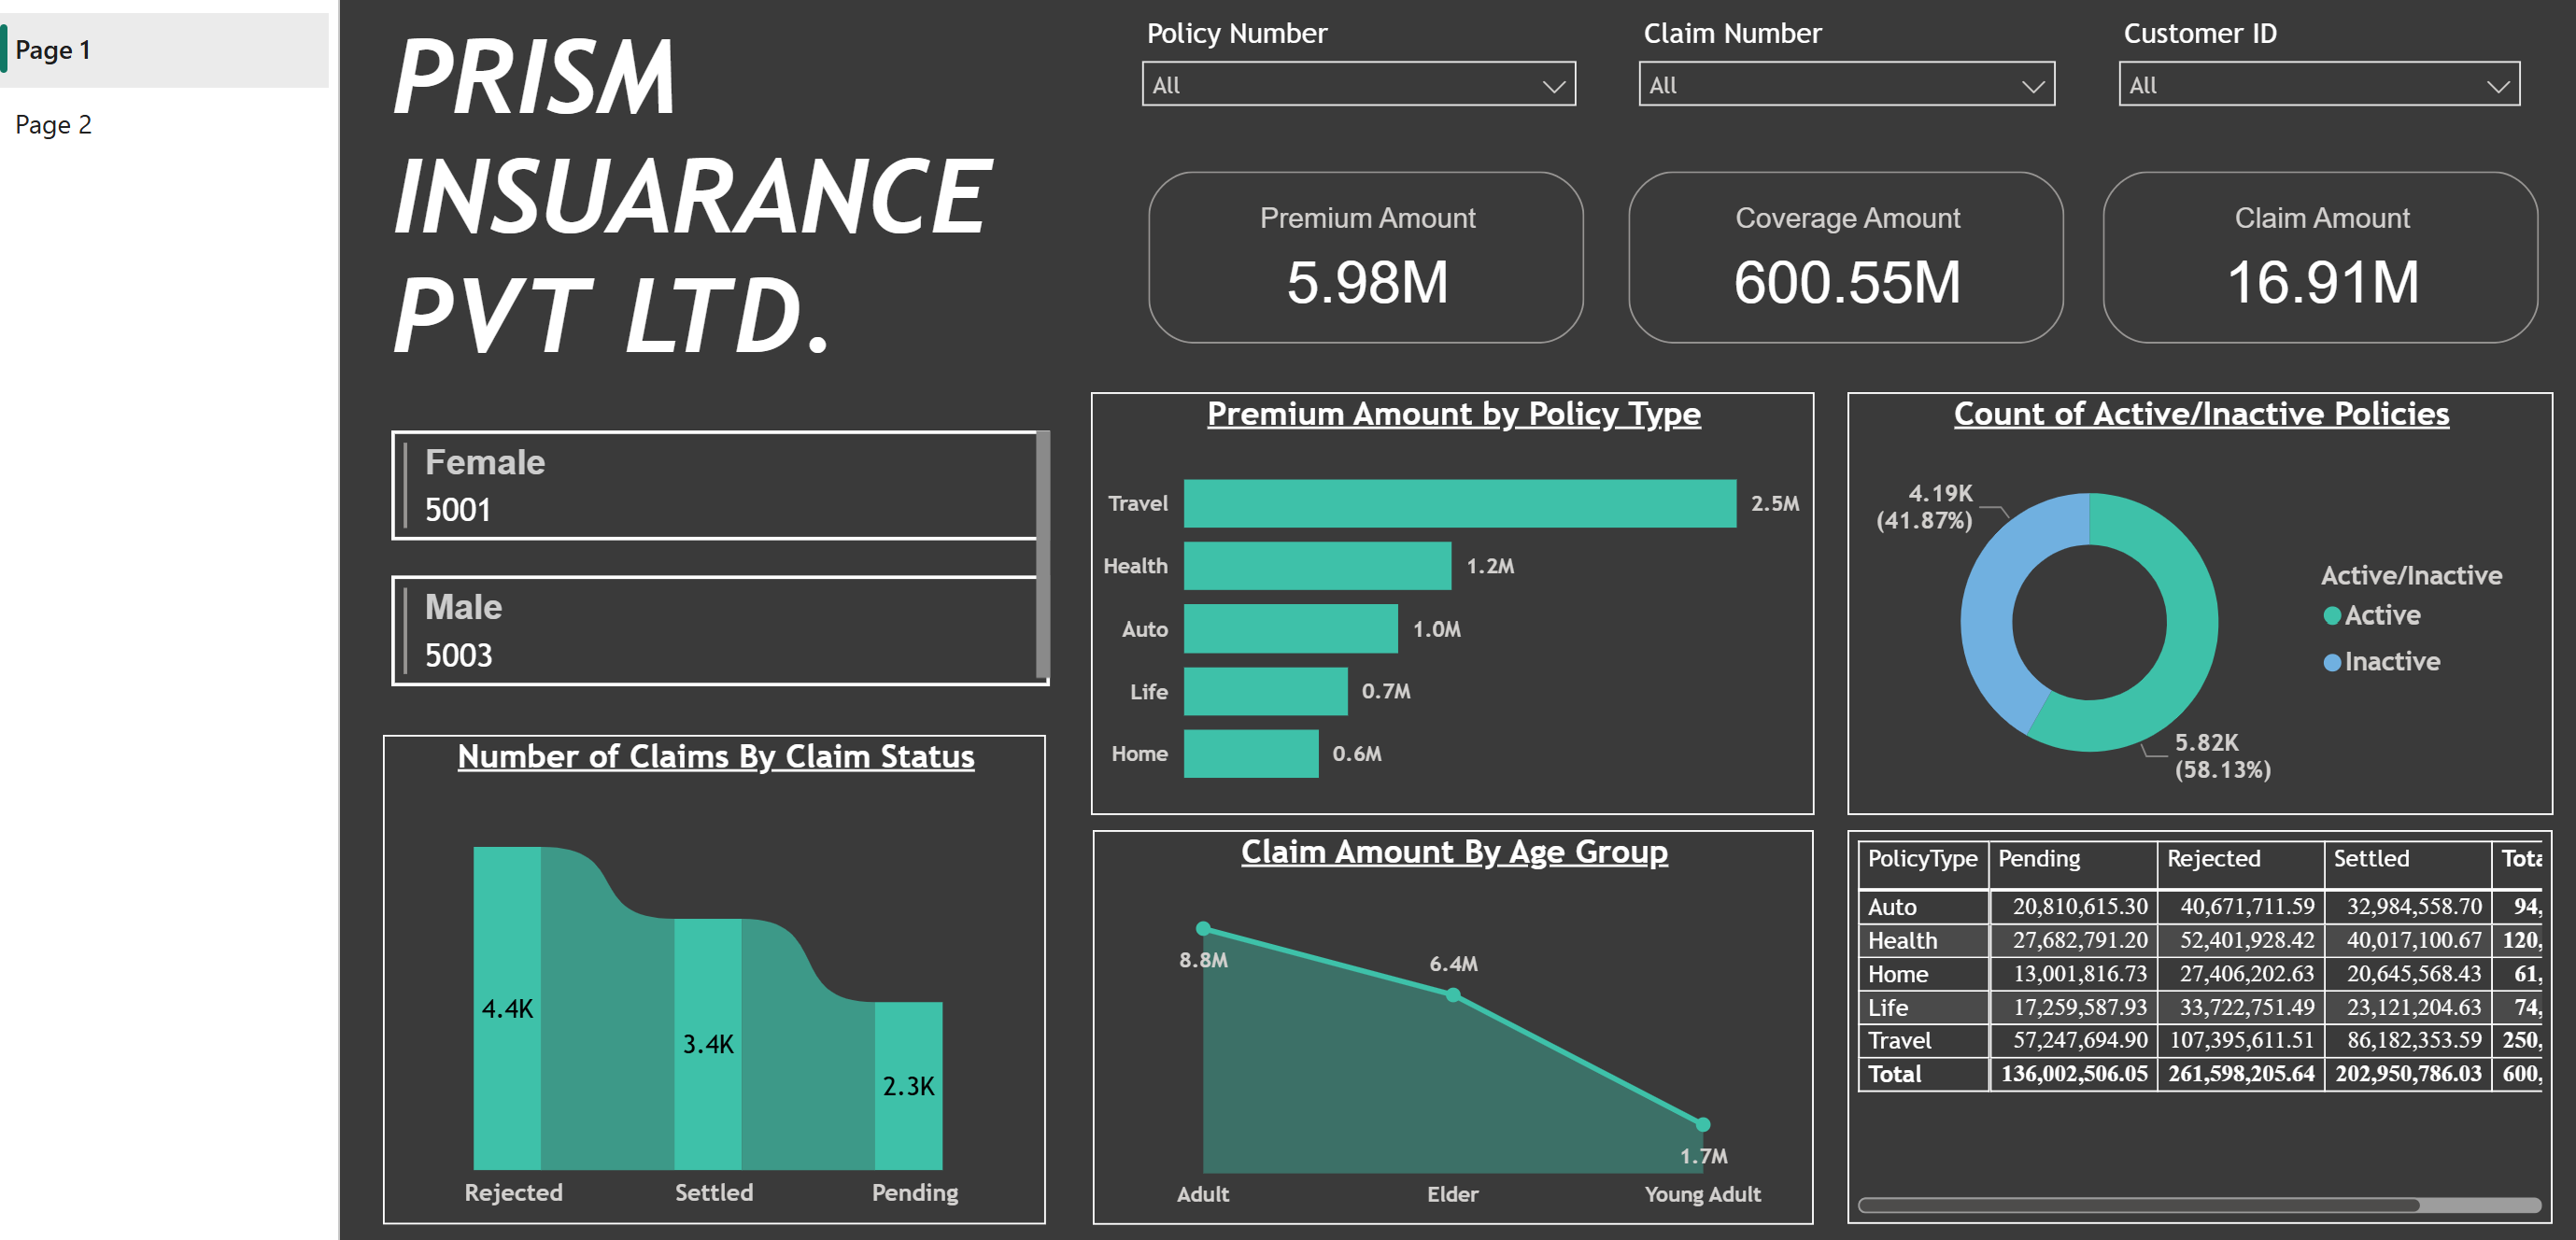 Page 1
Page 2
PRISM
INSUARANCE
PVT LTD.
Policy Number
All
Claim Number
All
Customer ID
All
Premium Amount
5.98M
Coverage Amount
600.55M
Claim Amount
16.91M
Female
5001
Male
5003
Number of Claims By Claim Status
4.4K
3.4K
2.3K
Rejected Settled Pending
Premium Amount by Policy Type
Travel 2.5M
Health 1.2M
Auto 1.0M
Life 0.7M
Home 0.6M
Count of Active/Inactive Policies
4.19K
(41.87%)
5.82K
(58.13%)
Active/Inactive
Active
Inactive
Claim Amount By Age Group
8.8M
6.4M
1.7M
Adult Elder Young Adult
PolicyType Pending Rejected Settled
Auto 20,810,615.30 40,671,711.59 32,984,558.70 94,
Health 27,682,791.20 52,401,928.42 40,017,100.67 120,
Home 13,001,816.73 27,406,202.63 20,645,568.43 61,
Life 17,259,587.93 33,722,751.49 23,121,204.63 74,
Travel 57,247,694.90 107,395,611.51 86,182,353.59 250,
Total 136,002,506.05 261,598,205.64 202,950,786.03 600,